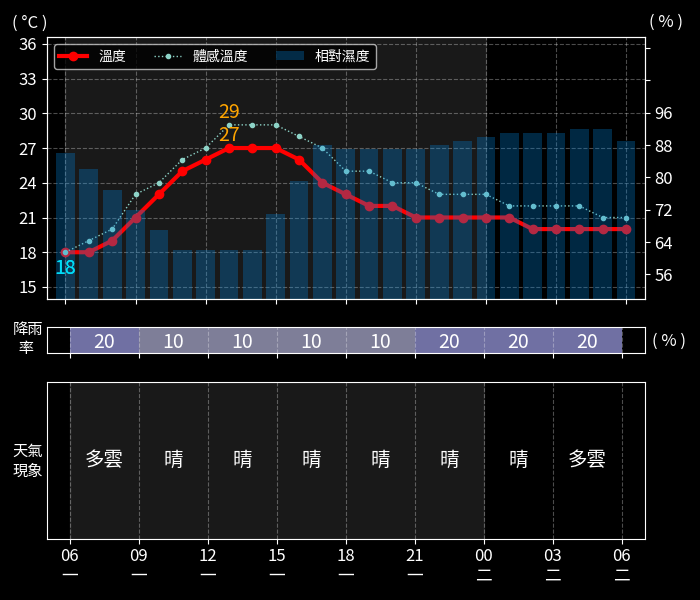 ( °C )
( % )
溫度
體感溫度
相對濕度
36
33
30
27
24
21
18
15
96
88
80
72
64
56
29
27
18
降雨
率
20 10 10 10 10 20 20 20
( % )
天氣
現象
多雲 晴 晴 晴 晴 晴 晴 多雲
06 09 12 15 18 21 00 03 06
一 一 一 一 一 一 二 二 二